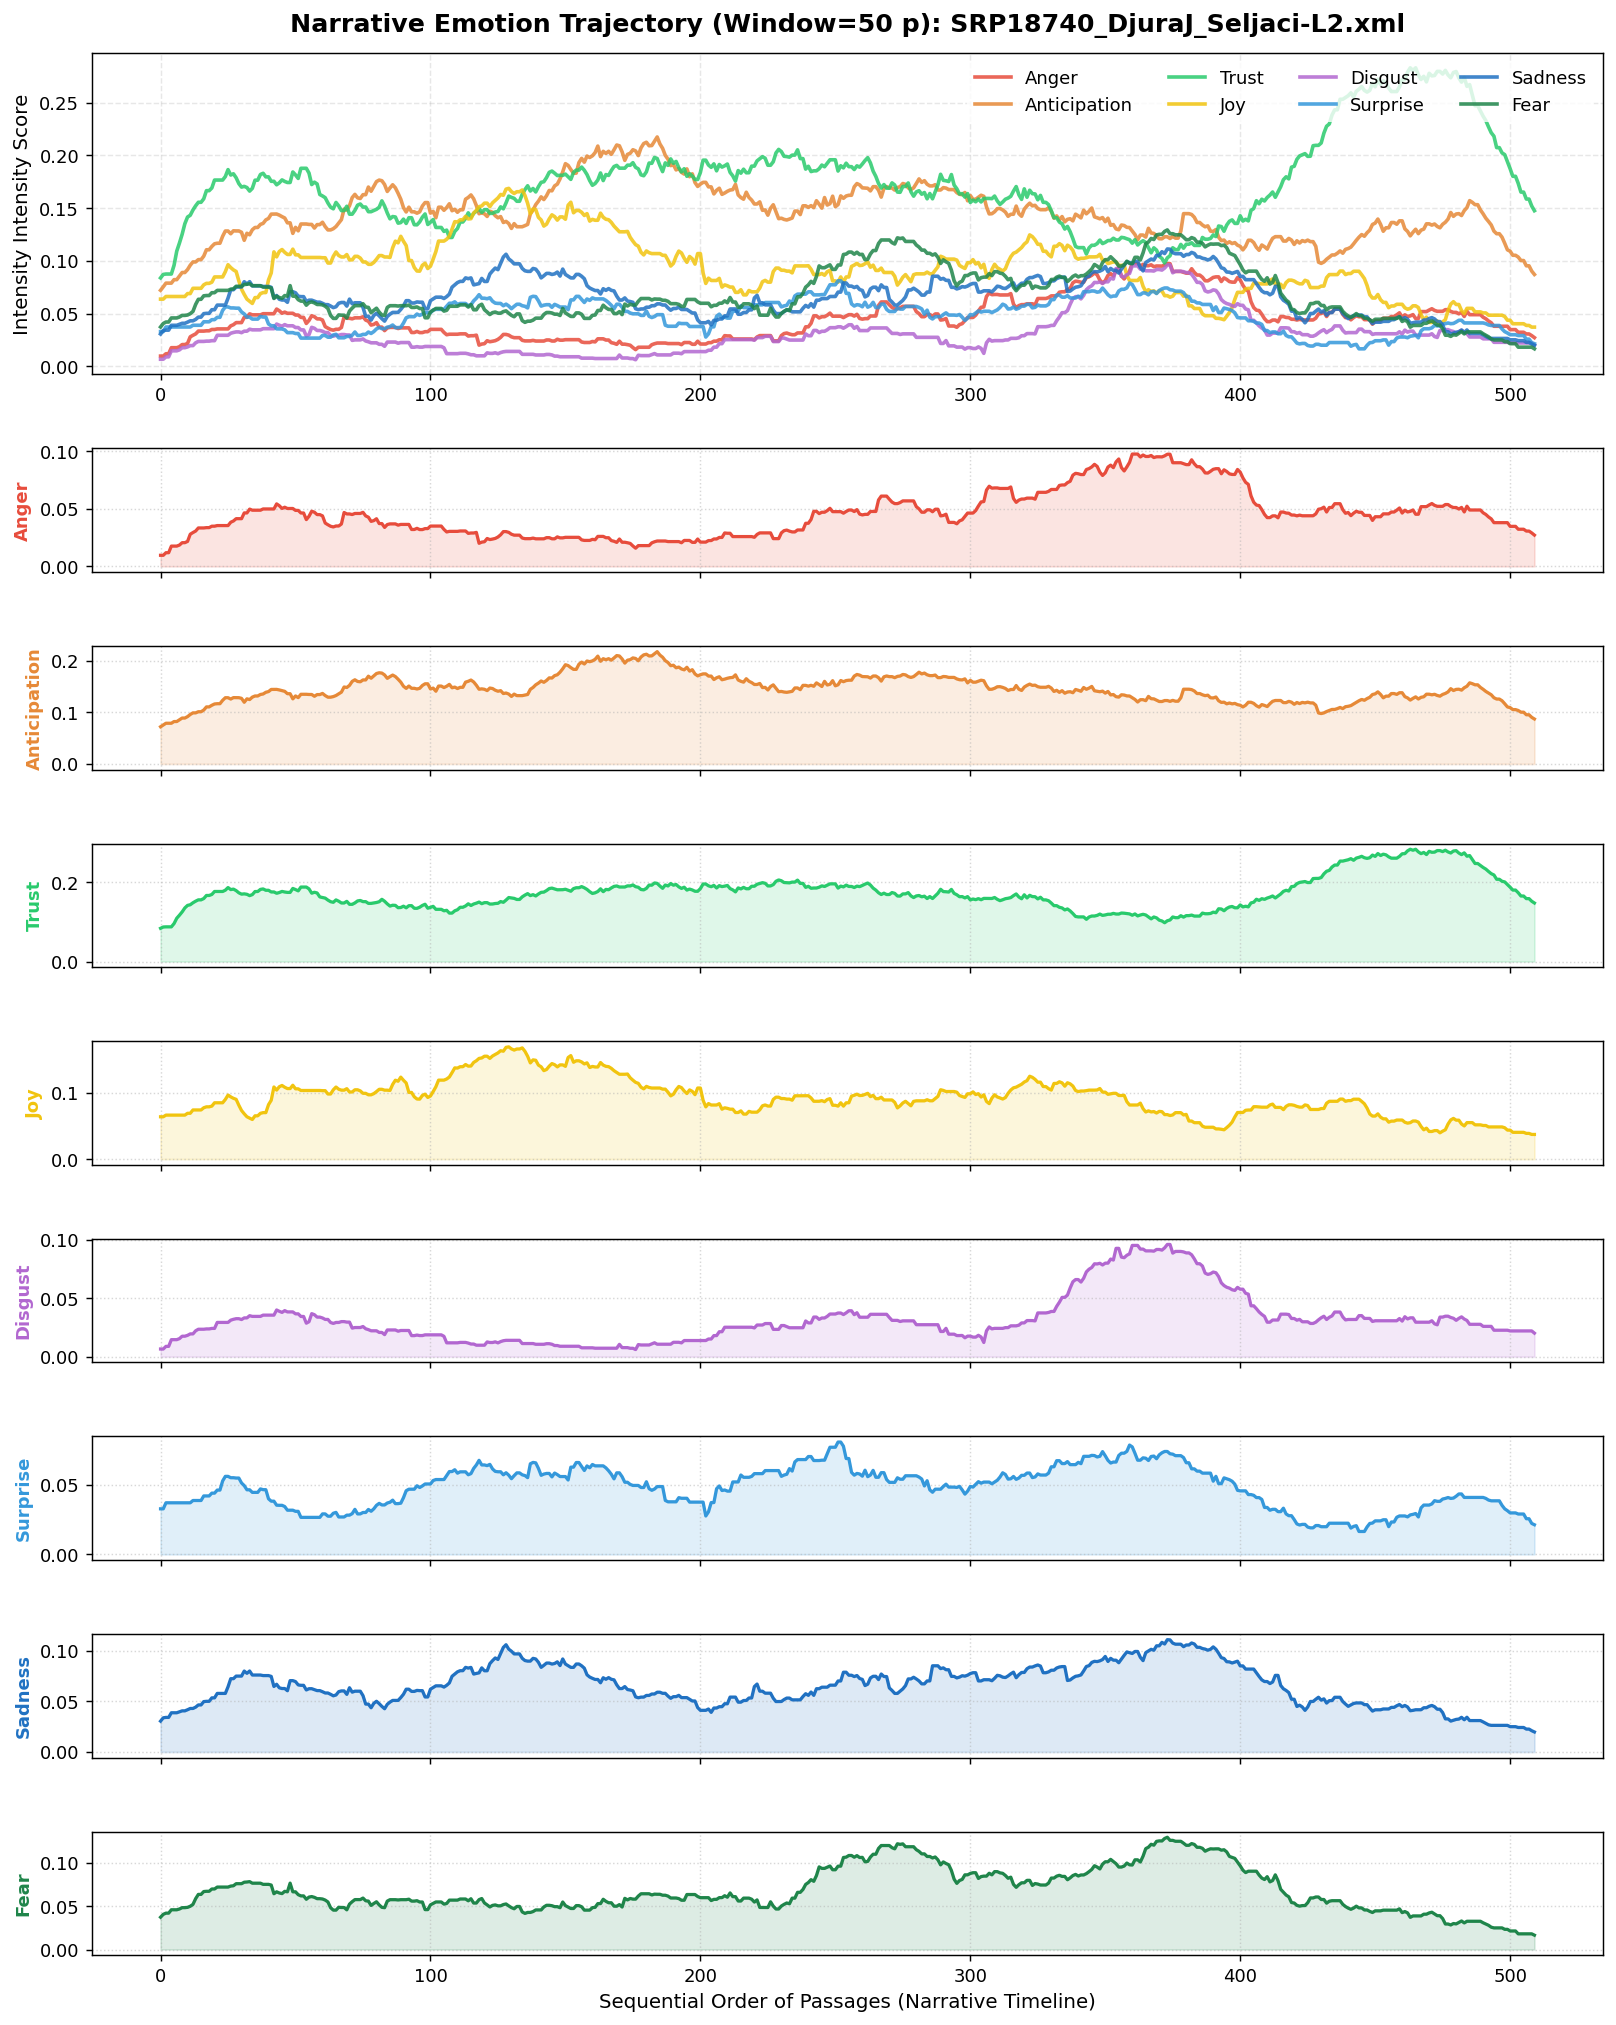 Narrative Emotion Trajectory (Window=50 p): SRP18740_DjuraJ_Seljaci-L2.xml
Intensity Intensity Score
0.25
0.20
0.15
0.10
0.05
0.00
Anger Trust Disgust Sadness
Anticipation Joy Surprise Fear
0 100 200 300 400 500
Anger
0.10
0.05
0.00
Anticipation
0.2
0.1
0.0
Trust
0.2
0.0
Joy
0.1
0.0
Disgust
0.10
0.05
0.00
Surprise
0.05
0.00
Sadness
0.10
0.05
0.00
Fear
0.10
0.05
0.00
0 100 200 300 400 500
Sequential Order of Passages (Narrative Timeline)